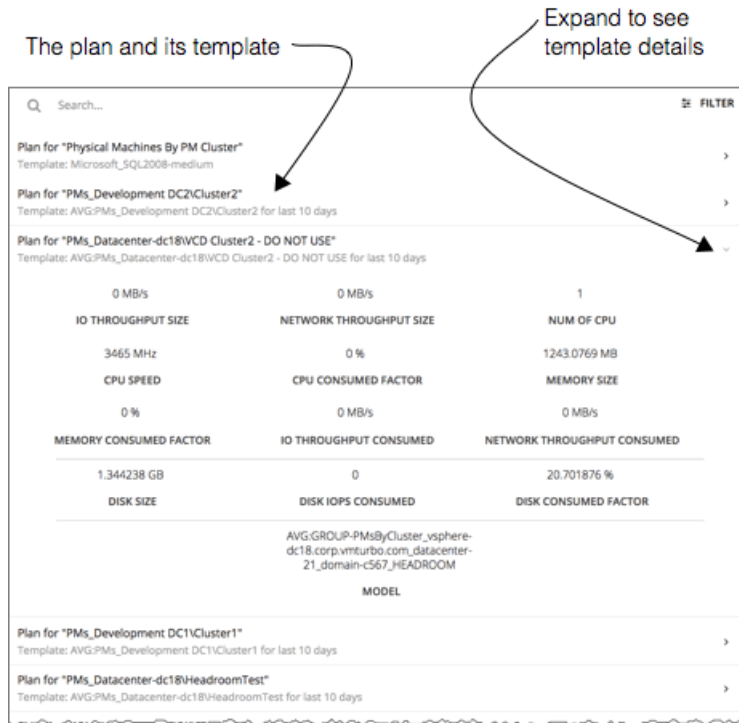 The plan and its template
Expand to see
template details
Search...
FILTER
Plan for "Physical Machines By PM Cluster"
Template: Microsoft_SQL2008-medium
Plan for "PMs_Development DC2\Cluster2"
Template: AVG:PMs_Development DC2\Cluster2 for last 10 days
Plan for "PMs_Datacenter-dc18\VCD Cluster2 - DO NOT USE"
Template: AVG:PMs_Datacenter-dc18\VCD Cluster2 - DO NOT USE for last 10 days
0 MB/s 0 MB/s 1
IO THROUGHPUT SIZE NETWORK THROUGHPUT SIZE NUM OF CPU
3465 MHz 0 % 1243.0769 MB
CPU SPEED CPU CONSUMED FACTOR MEMORY SIZE
0 % 0 MB/s 0 MB/s
MEMORY CONSUMED FACTOR IO THROUGHPUT CONSUMED NETWORK THROUGHPUT CONSUMED
1.344238 GB 0 20.701876 %
DISK SIZE DISK IOPS CONSUMED DISK CONSUMED FACTOR
AVG:GROUP-PMsByCluster_vsphere-
dc18.corp.vmturbo.com_datacenter-
21_domain-c567_HEADROOM
MODEL
Plan for "PMs_Development DC1\Cluster1"
Template: AVG:PMs_Development DC1\Cluster1 for last 10 days
Plan for "PMs_Datacenter-dc18\HeadroomTest"
Template: AVG:PMs_Datacenter-dc18\HeadroomTest for last 10 days